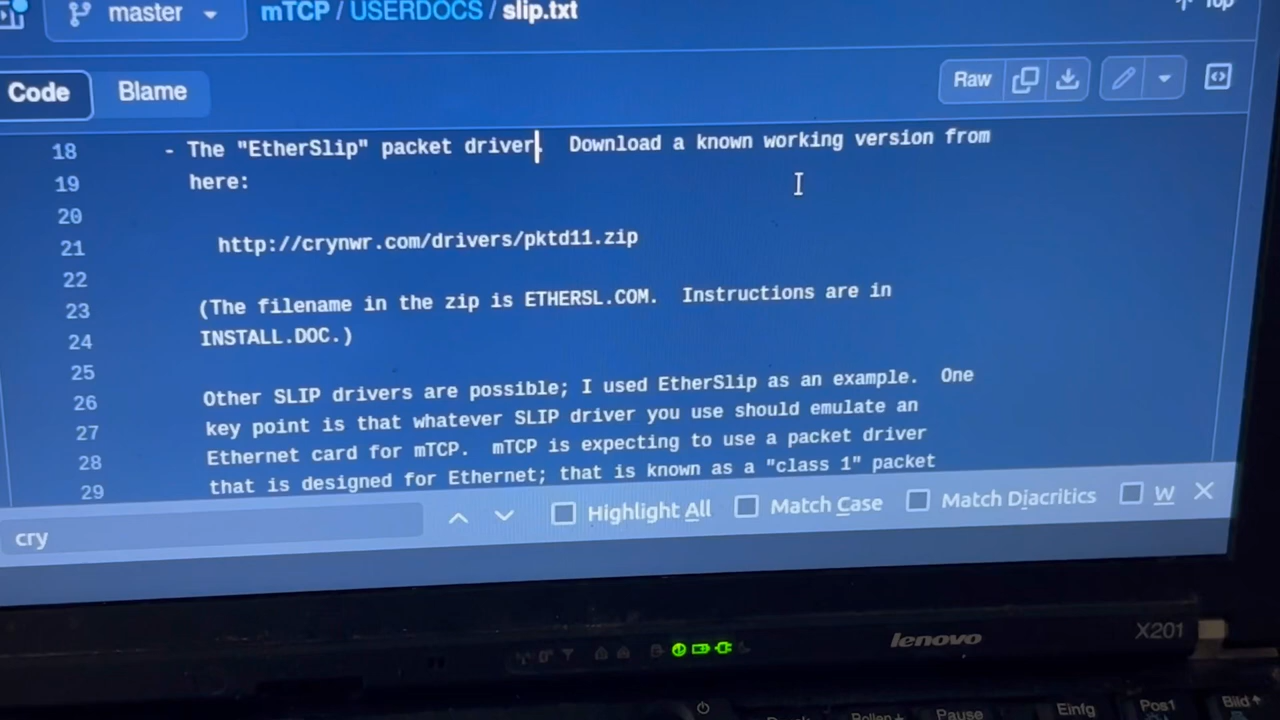 master
mTCP / USERDOCS / slip.txt
Top
Code
Blame
Raw
18 - The "EtherSlip" packet driver. Download a known working version from
19 here:
20
21 http://crynwr.com/drivers/pktd11.zip
22
23 (The filename in the zip is ETHERSL.COM. Instructions are in
24 INSTALL.DOC.)
25
26 Other SLIP drivers are possible; I used EtherSlip as an example. One
27 key point is that whatever SLIP driver you use should emulate an
28 Ethernet card for mTCP. mTCP is expecting to use a packet driver
29 that is designed for Ethernet; that is known as a "class 1" packet
cry
Highlight All
Match Case
Match Diacritics
W
lenovo
X201
Pause
Einfg
Pos1
Bild